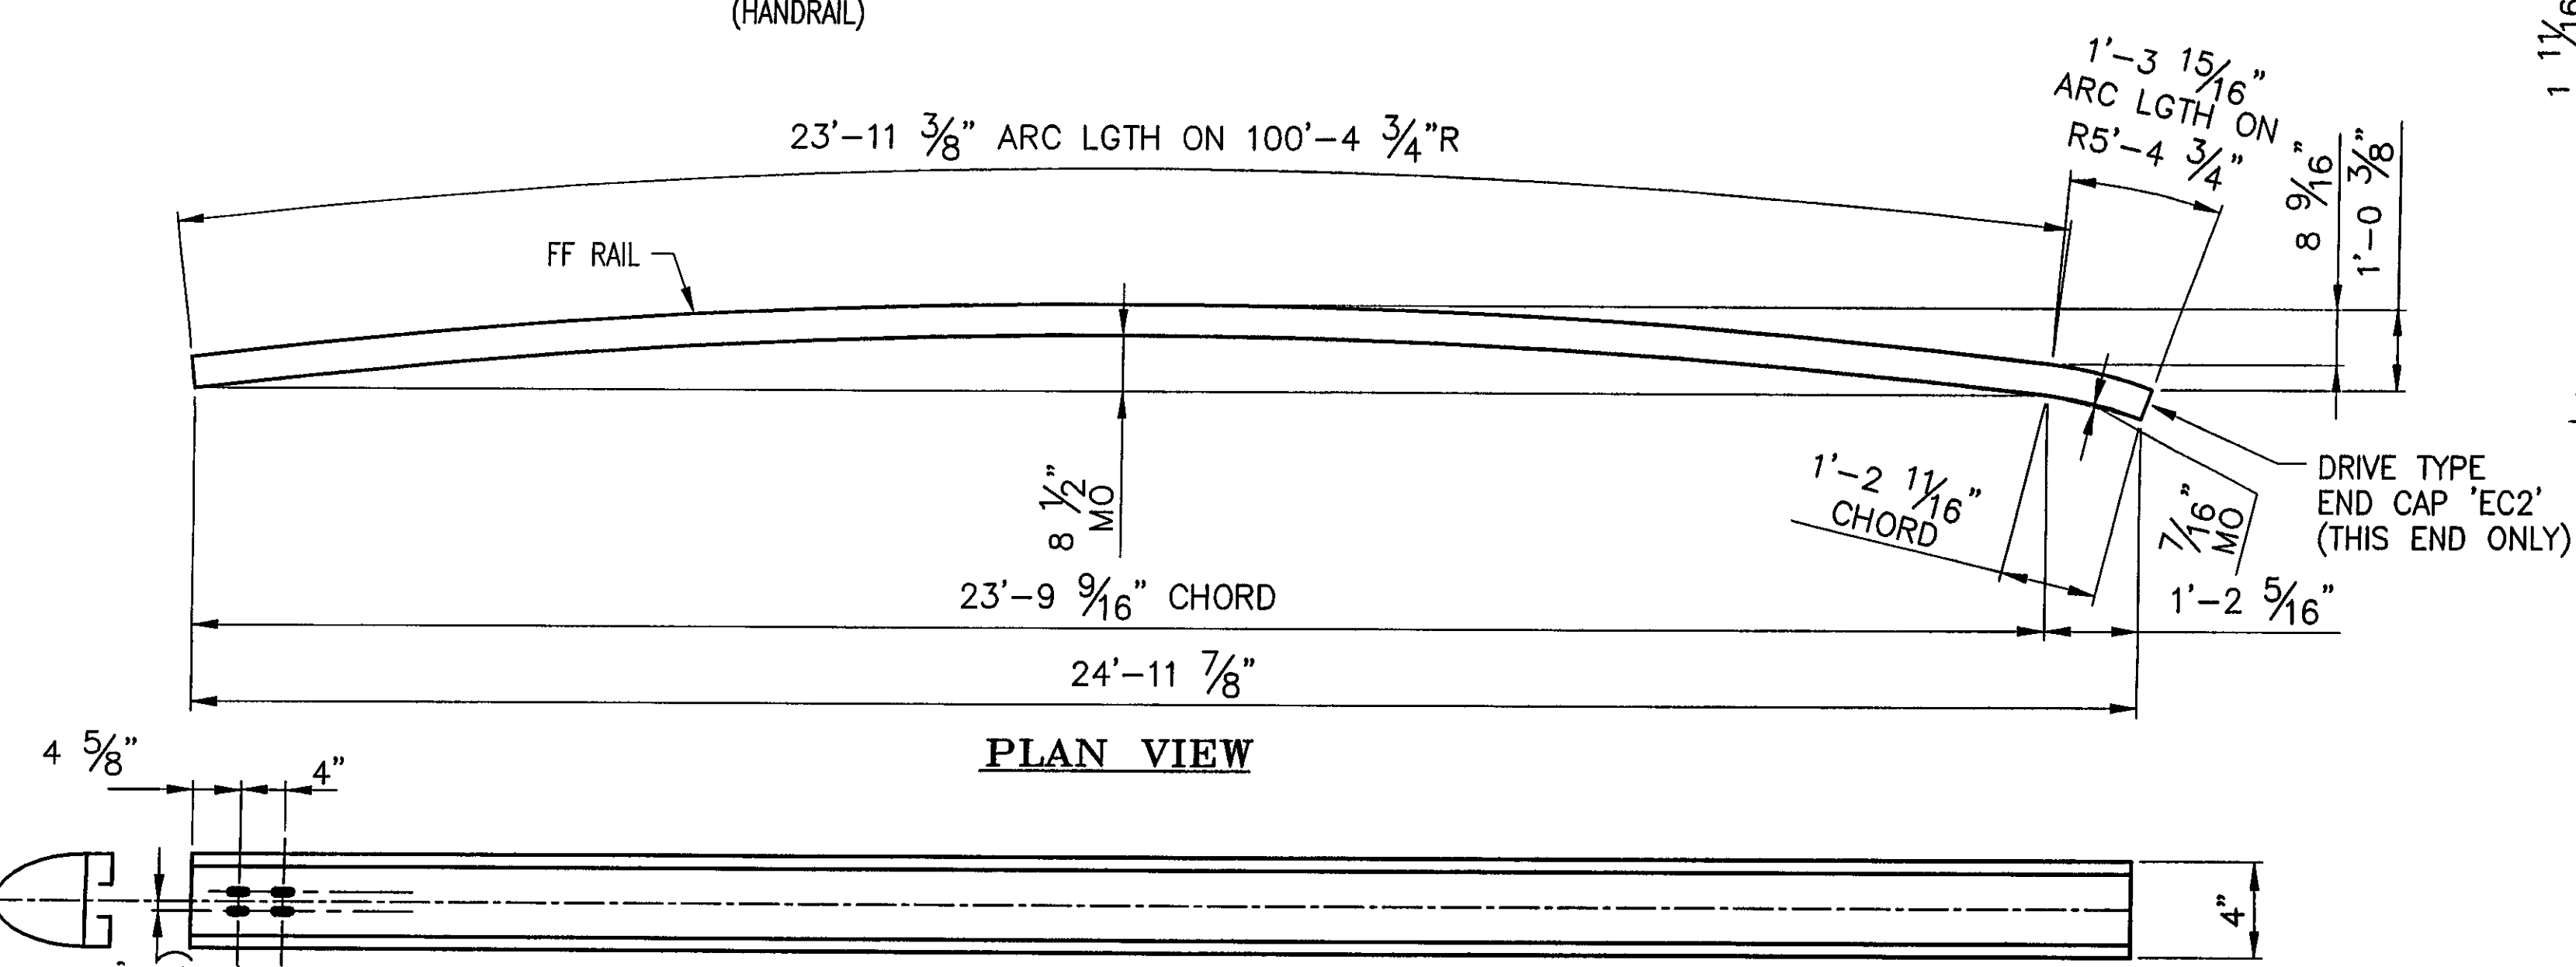 (HANDRAIL)
1 11/16
1'-3 15/16"
ARC LGTH ON
R5'-4 3/4"
23'-11 3/8" ARC LGTH ON 100'-4 3/4"R
8 9/16"
1'-0 3/8"
FF RAIL
8 1/2"
MO
1'-2 11/16"
CHORD
7/16"
MO
DRIVE TYPE
END CAP 'EC2'
(THIS END ONLY)
23'-9 9/16" CHORD
1'-2 5/16"
24'-11 7/8"
PLAN VIEW
4 5/8"
4"
4"